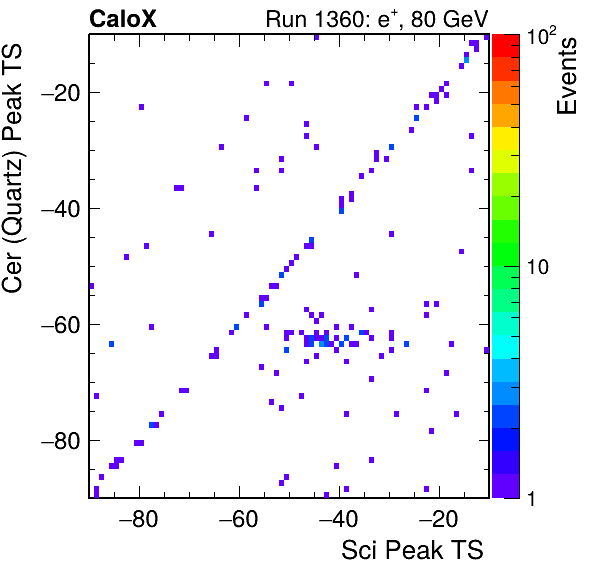 CaloX Run 1360: e⁺, 80 GeV
10²
10
1
Events
Cer (Quartz) Peak TS
−20
−40
−60
−80
−80 −60 −40 −20
Sci Peak TS